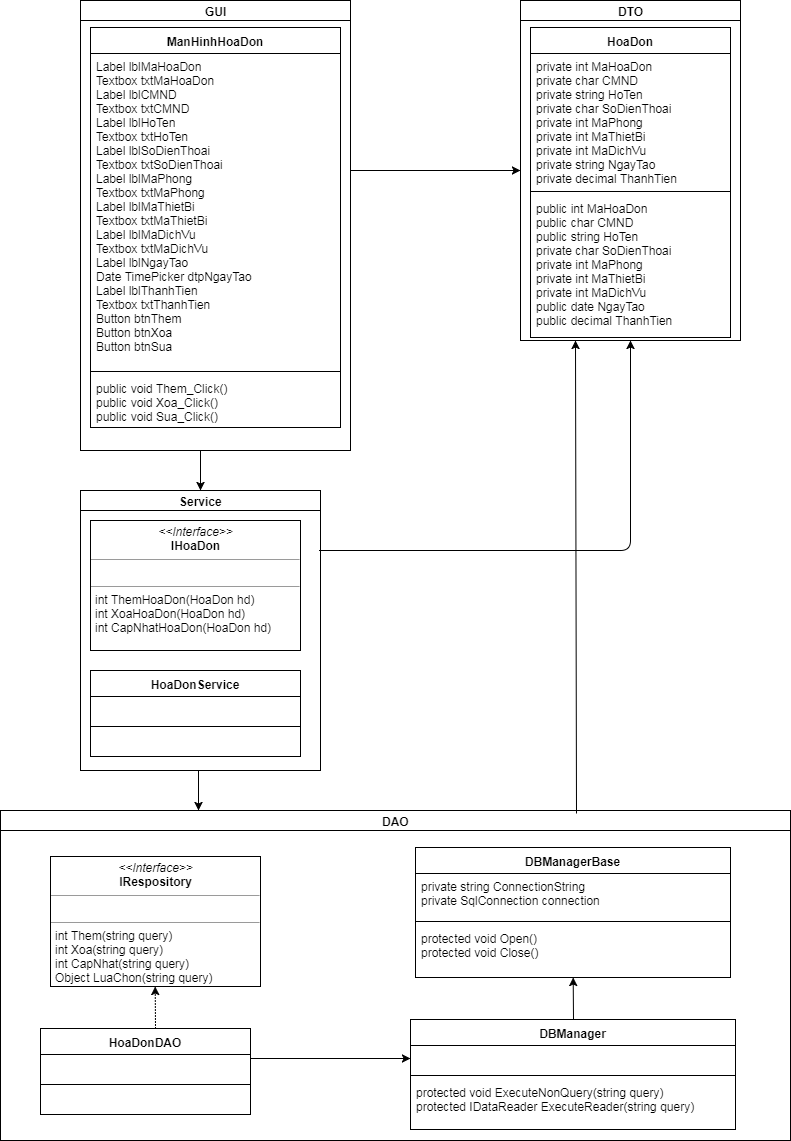 GUI
ManHinhHoaDon
Label lblMaHoaDon
Textbox txtMaHoaDon
Label lblCMND
Textbox txtCMND
Label lblHoTen
Textbox txtHoTen
Label lblSoDienThoai
Textbox txtSoDienThoai
Label lblMaPhong
Textbox txtMaPhong
Label lblMaThietBi
Textbox txtMaThietBi
Label lblMaDichVu
Textbox txtMaDichVu
Label lblNgayTao
Date TimePicker dtpNgayTao
Label lblThanhTien
Textbox txtThanhTien
Button btnThem
Button btnXoa
Button btnSua
public void Them_Click()
public void Xoa_Click()
public void Sua_Click()
DTO
HoaDon
private int MaHoaDon
private char CMND
private string HoTen
private char SoDienThoai
private int MaPhong
private int MaThietBi
private int MaDichVu
private string NgayTao
private decimal ThanhTien
public int MaHoaDon
public char CMND
public string HoTen
private char SoDienThoai
private int MaPhong
private int MaThietBi
private int MaDichVu
public date NgayTao
public decimal ThanhTien
Service
<<Interface>>
IHoaDon
int ThemHoaDon(HoaDon hd)
int XoaHoaDon(HoaDon hd)
int CapNhatHoaDon(HoaDon hd)
HoaDonService
DAO
<<Interface>>
IRespository
int Them(string query)
int Xoa(string query)
int CapNhat(string query)
Object LuaChon(string query)
HoaDonDAO
DBManagerBase
private string ConnectionString
private SqlConnection connection
protected void Open()
protected void Close()
DBManager
protected void ExecuteNonQuery(string query)
protected IDataReader ExecuteReader(string query)